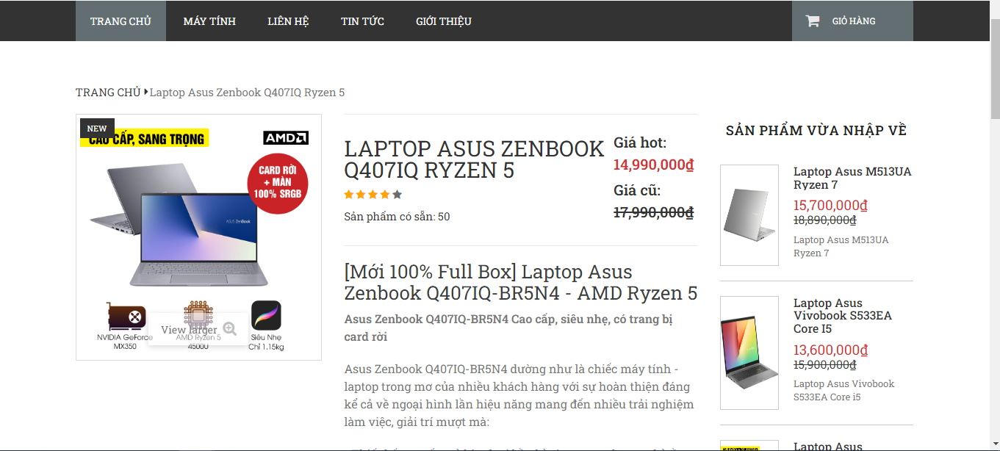 TRANG CHỦ
MÁY TÍNH
LIÊN HỆ
TIN TỨC
GIỚI THIỆU
GIỎ HÀNG
TRANG CHỦ Laptop Asus Zenbook Q407IQ Ryzen 5
NEW
CAO CẤP, SANG TRỌNG
AMD
CARD RỜI
+ MÀN
100% SRGB
ASUS ZenBook
NVIDIA GeForce
MX350
View larger
AMD Ryzen 5
4500U
Siêu Nhẹ
Chỉ 1.15kg
LAPTOP ASUS ZENBOOK
Q407IQ RYZEN 5
Sản phẩm có sẵn: 50
Giá hot:
14,990,000₫
Giá cũ:
17,990,000₫
[Mới 100% Full Box] Laptop Asus
Zenbook Q407IQ-BR5N4 - AMD Ryzen 5
Asus Zenbook Q407IQ-BR5N4 Cao cấp, siêu nhẹ, có trang bị
card rời
Asus Zenbook Q407IQ-BR5N4 dường như là chiếc máy tính -
laptop trong mơ của nhiều khách hàng với sự hoàn thiện đáng
kể cả về ngoại hình lần hiệu năng mang đến nhiều trải nghiệm
làm việc, giải trí mượt mà:
SẢN PHẨM VỪA NHẬP VỀ
Laptop Asus M513UA
Ryzen 7
15,700,000₫
18,890,000₫
Laptop Asus M513UA
Ryzen 7
Laptop Asus
Vivobook S533EA
Core I5
13,600,000₫
15,900,000₫
Laptop Asus Vivobook
S533EA Core i5
Laptop Asus